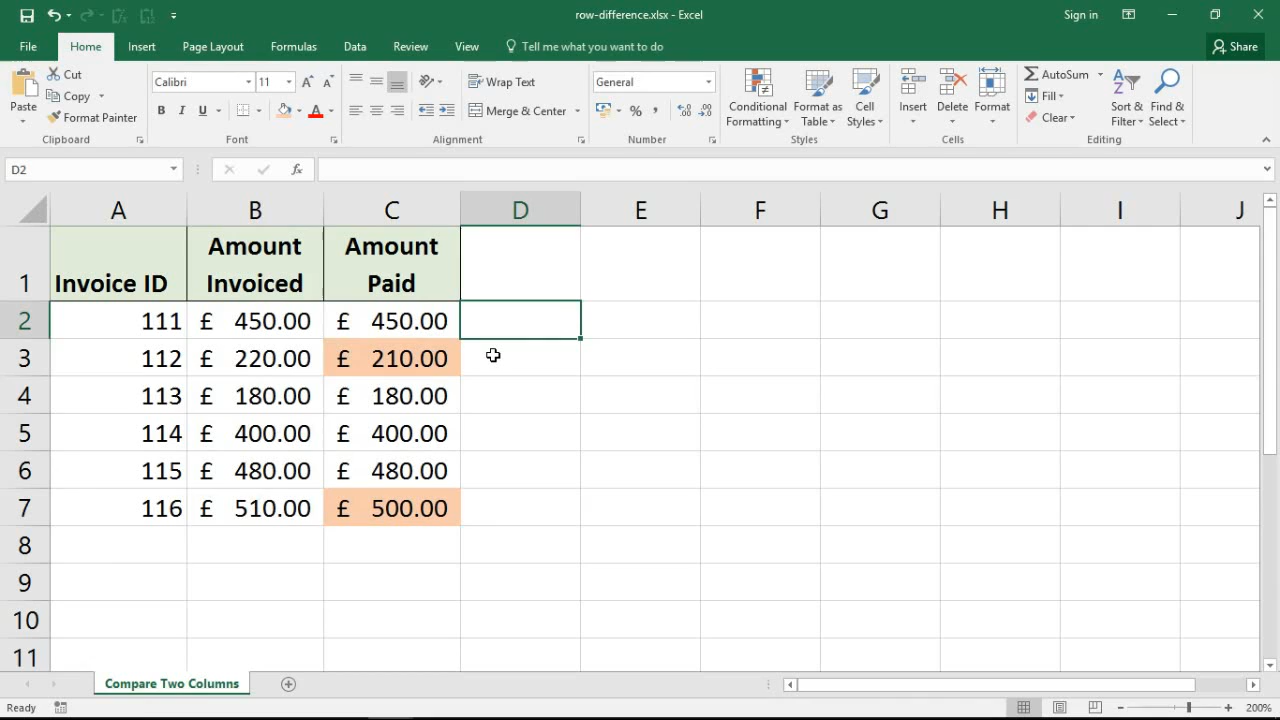 row-difference.xlsx - Excel
Sign in
File Home Insert Page Layout Formulas Data Review View Tell me what you want to do Share
Paste
Cut
Copy
Format Painter
Clipboard
Calibri 11
B I U A
Font
Wrap Text
Merge & Center
Alignment
General
% ,
Number
Conditional Formatting
Format as Table
Cell Styles
Styles
Insert Delete Format
Cells
AutoSum
Fill
Clear
Sort & Filter
Find & Select
Editing
D2 fx
A B C D E F G H I J
1 Invoice ID Amount Invoiced Amount Paid
2 111 £ 450.00 £ 450.00
3 112 £ 220.00 £ 210.00
4 113 £ 180.00 £ 180.00
5 114 £ 400.00 £ 400.00
6 115 £ 480.00 £ 480.00
7 116 £ 510.00 £ 500.00
8
9
10
11
Compare Two Columns
Ready 200%